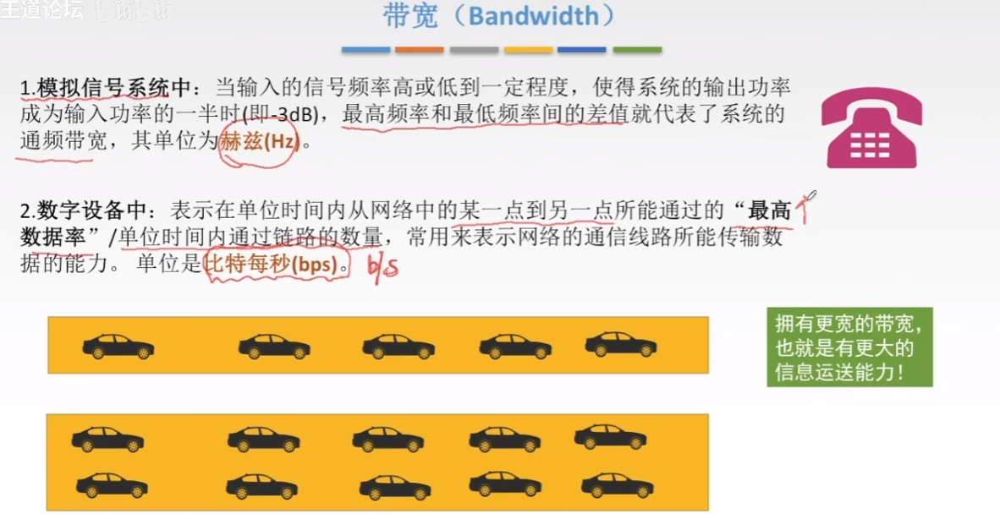 王道论坛 bilibili
带宽（Bandwidth）
1.模拟信号系统中：当输入的信号频率高或低到一定程度，使得系统的输出功率
成为输入功率的一半时(即-3dB)，最高频率和最低频率间的差值就代表了系统的
通频带宽，其单位为赫兹(Hz)。
2.数字设备中：表示在单位时间内从网络中的某一点到另一点所能通过的“最高
数据率”/单位时间内通过链路的数量，常用来表示网络的通信线路所能传输数
据的能力。 单位是比特每秒(bps)。 b/s
拥有更宽的带宽，
也就是有更大的
信息运送能力！